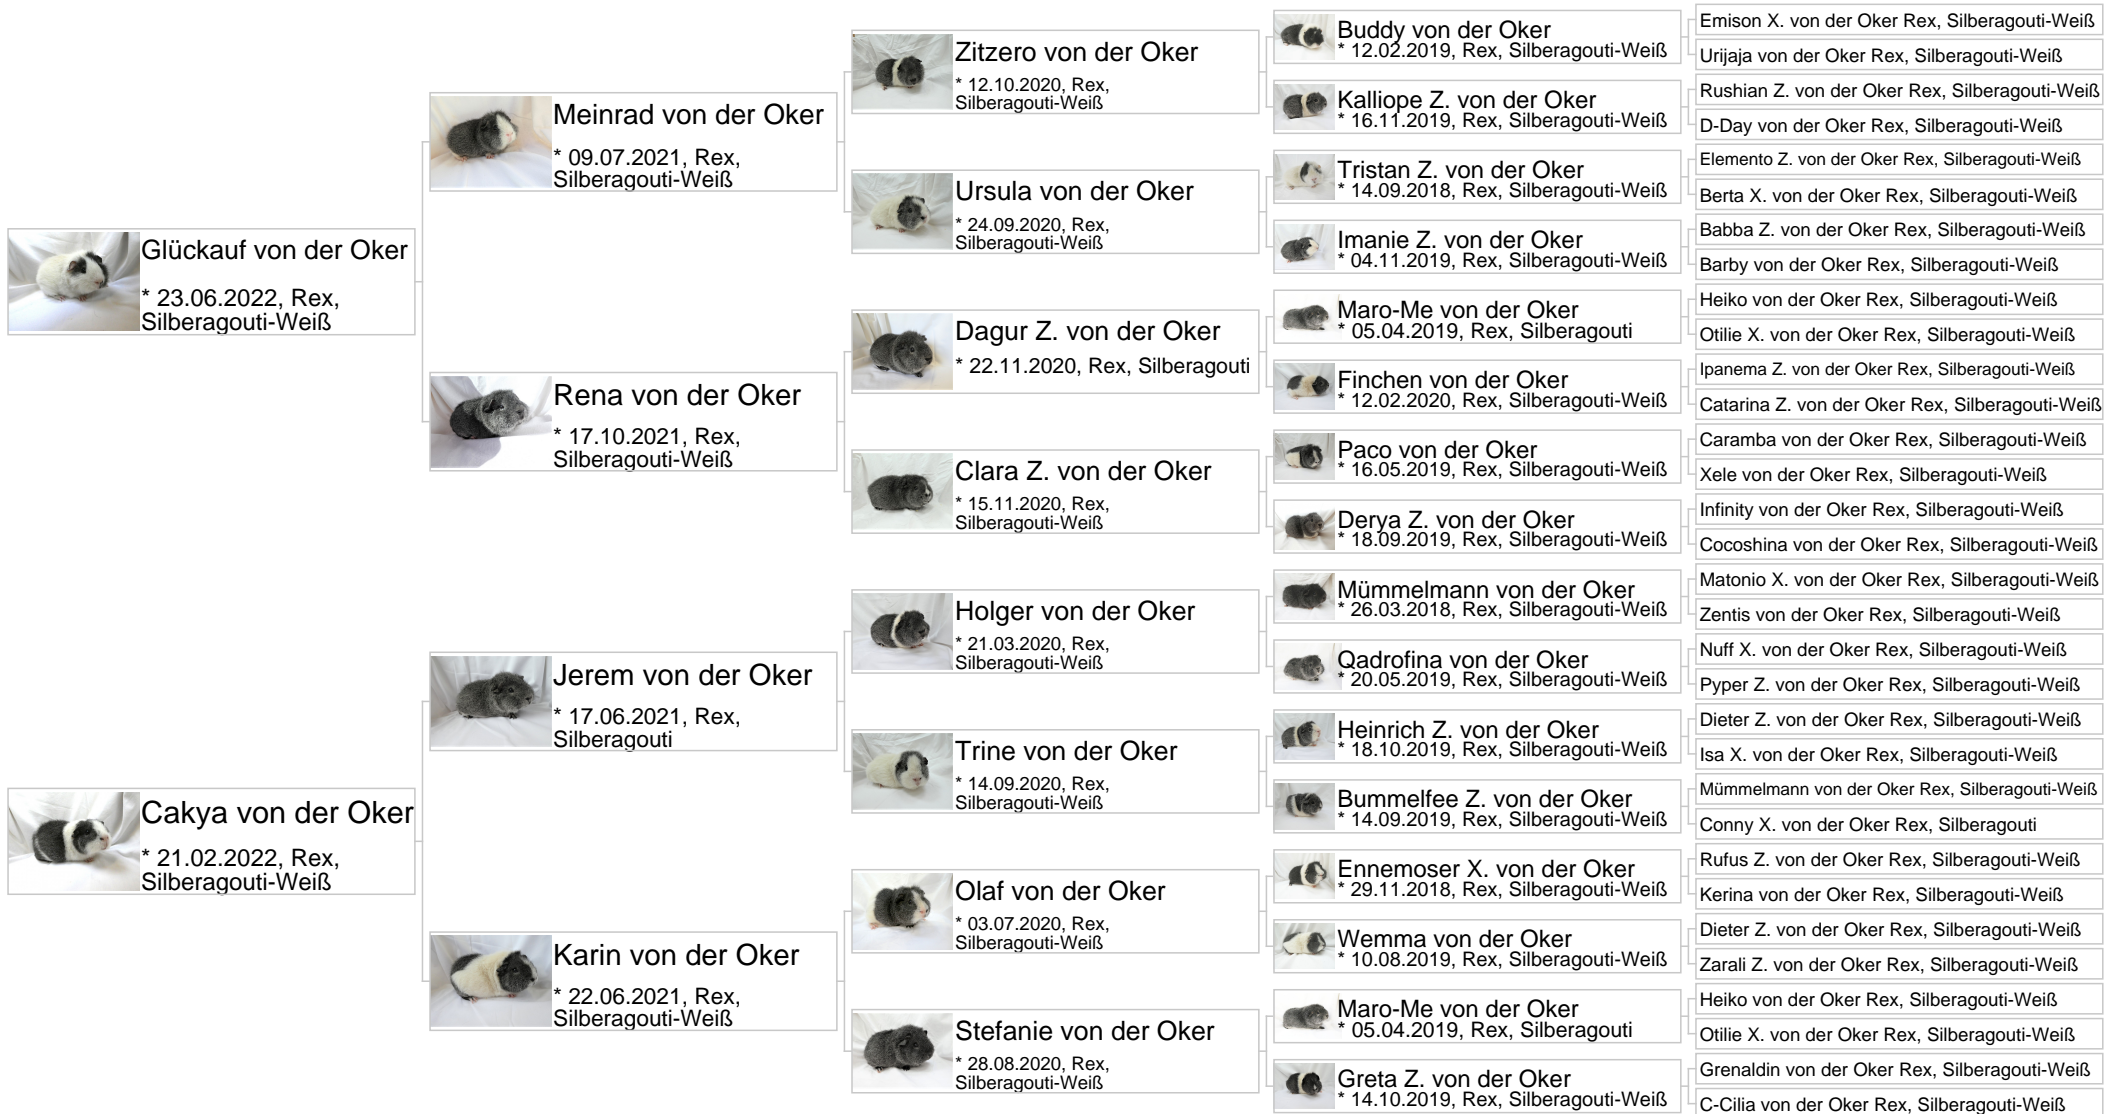 Glückauf von der Oker
* 23.06.2022, Rex,
Silberagouti-Weiß
Cakya von der Oker
* 21.02.2022, Rex,
Silberagouti-Weiß
Meinrad von der Oker
* 09.07.2021, Rex,
Silberagouti-Weiß
Rena von der Oker
* 17.10.2021, Rex,
Silberagouti-Weiß
Jerem von der Oker
* 17.06.2021, Rex,
Silberagouti
Karin von der Oker
* 22.06.2021, Rex,
Silberagouti-Weiß
Zitzero von der Oker
* 12.10.2020, Rex,
Silberagouti-Weiß
Ursula von der Oker
* 24.09.2020, Rex,
Silberagouti-Weiß
Dagur Z. von der Oker
* 22.11.2020, Rex, Silberagouti
Clara Z. von der Oker
* 15.11.2020, Rex,
Silberagouti-Weiß
Holger von der Oker
* 21.03.2020, Rex,
Silberagouti-Weiß
Trine von der Oker
* 14.09.2020, Rex,
Silberagouti-Weiß
Olaf von der Oker
* 03.07.2020, Rex,
Silberagouti-Weiß
Stefanie von der Oker
* 28.08.2020, Rex,
Silberagouti-Weiß
Buddy von der Oker
* 12.02.2019, Rex, Silberagouti-Weiß
Kalliope Z. von der Oker
* 16.11.2019, Rex, Silberagouti-Weiß
Tristan Z. von der Oker
* 14.09.2018, Rex, Silberagouti-Weiß
Imanie Z. von der Oker
* 04.11.2019, Rex, Silberagouti-Weiß
Maro-Me von der Oker
* 05.04.2019, Rex, Silberagouti
Finchen von der Oker
* 12.02.2020, Rex, Silberagouti-Weiß
Paco von der Oker
* 16.05.2019, Rex, Silberagouti-Weiß
Derya Z. von der Oker
* 18.09.2019, Rex, Silberagouti-Weiß
Mümmelmann von der Oker
* 26.03.2018, Rex, Silberagouti-Weiß
Qadrofina von der Oker
* 20.05.2019, Rex, Silberagouti-Weiß
Heinrich Z. von der Oker
* 18.10.2019, Rex, Silberagouti-Weiß
Bummelfee Z. von der Oker
* 14.09.2019, Rex, Silberagouti-Weiß
Ennemoser X. von der Oker
* 29.11.2018, Rex, Silberagouti-Weiß
Wemma von der Oker
* 10.08.2019, Rex, Silberagouti-Weiß
Maro-Me von der Oker
* 05.04.2019, Rex, Silberagouti
Greta Z. von der Oker
* 14.10.2019, Rex, Silberagouti-Weiß
Emison X. von der Oker Rex, Silberagouti-Weiß
Urijaja von der Oker Rex, Silberagouti-Weiß
Rushian Z. von der Oker Rex, Silberagouti-Weiß
D-Day von der Oker Rex, Silberagouti-Weiß
Elemento Z. von der Oker Rex, Silberagouti-Weiß
Berta X. von der Oker Rex, Silberagouti-Weiß
Babba Z. von der Oker Rex, Silberagouti-Weiß
Barby von der Oker Rex, Silberagouti-Weiß
Heiko von der Oker Rex, Silberagouti-Weiß
Otilie X. von der Oker Rex, Silberagouti-Weiß
Ipanema Z. von der Oker Rex, Silberagouti-Weiß
Catarina Z. von der Oker Rex, Silberagouti-Weiß
Caramba von der Oker Rex, Silberagouti-Weiß
Xele von der Oker Rex, Silberagouti-Weiß
Infinity von der Oker Rex, Silberagouti-Weiß
Cocoshina von der Oker Rex, Silberagouti-Weiß
Matonio X. von der Oker Rex, Silberagouti-Weiß
Zentis von der Oker Rex, Silberagouti-Weiß
Nuff X. von der Oker Rex, Silberagouti-Weiß
Pyper Z. von der Oker Rex, Silberagouti-Weiß
Dieter Z. von der Oker Rex, Silberagouti-Weiß
Isa X. von der Oker Rex, Silberagouti-Weiß
Mümmelmann von der Oker Rex, Silberagouti-Weiß
Conny X. von der Oker Rex, Silberagouti
Rufus Z. von der Oker Rex, Silberagouti-Weiß
Kerina von der Oker Rex, Silberagouti-Weiß
Dieter Z. von der Oker Rex, Silberagouti-Weiß
Zarali Z. von der Oker Rex, Silberagouti-Weiß
Heiko von der Oker Rex, Silberagouti-Weiß
Otilie X. von der Oker Rex, Silberagouti-Weiß
Grenaldin von der Oker Rex, Silberagouti-Weiß
C-Cilia von der Oker Rex, Silberagouti-Weiß